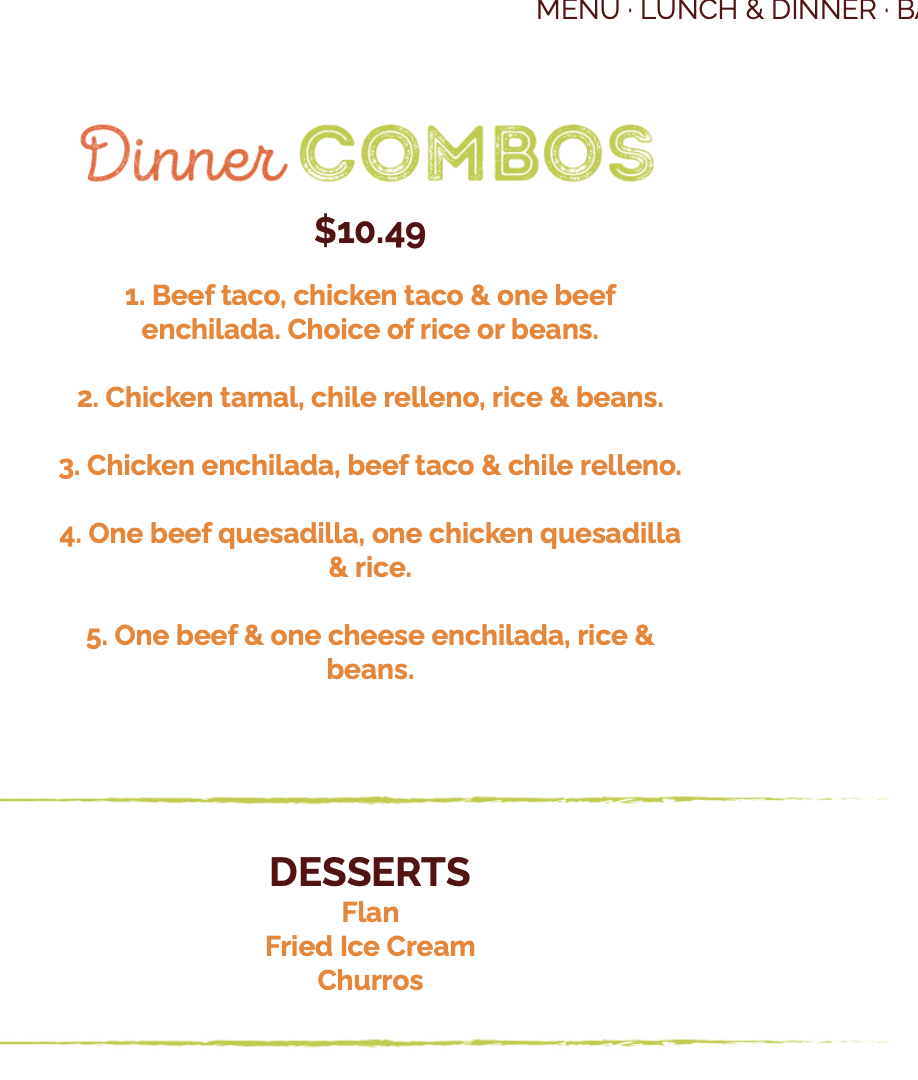 MENU · LUNCH & DINNER ·
Dinner COMBOS
$10.49
1. Beef taco, chicken taco & one beef
enchilada. Choice of rice or beans.
2. Chicken tamal, chile relleno, rice & beans.
3. Chicken enchilada, beef taco & chile relleno.
4. One beef quesadilla, one chicken quesadilla
& rice.
5. One beef & one cheese enchilada, rice &
beans.
DESSERTS
Flan
Fried Ice Cream
Churros